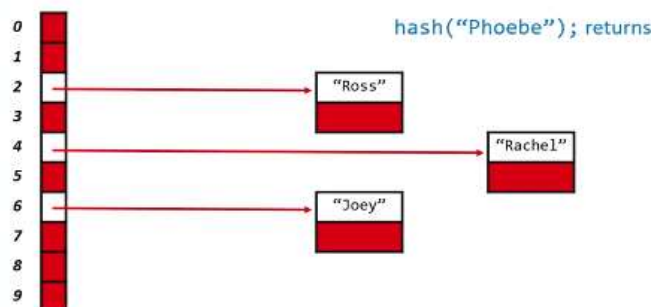 hash(“Phoebe”); returns
0
1
2
“Ross”
3
4
“Rachel”
5
6
“Joey”
7
8
9